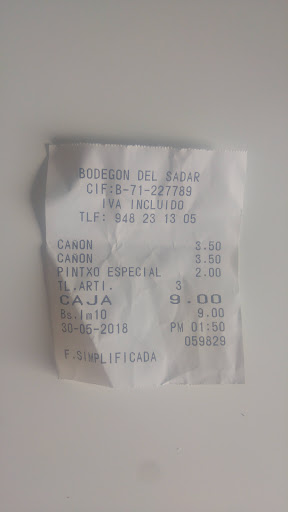 BODEGON DEL SADAR
CIF:B-71-227789
IVA INCLUIDO
TLF: 948 23 13 05
CAÑON 3.50
CAÑON 3.50
PINTXO ESPECIAL 2.00
TL.ARTI. 3
CAJA 9.00
Bs.Im10 9.00
30-05-2018 PM 01:50
059829
F.SIMPLIFICADA